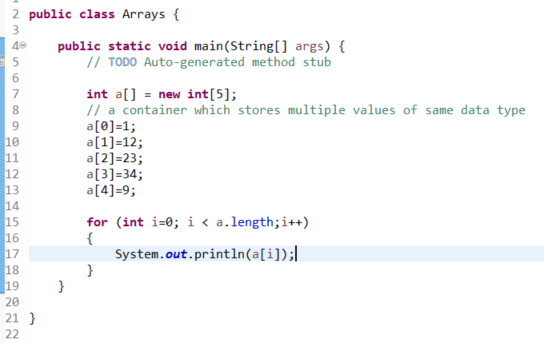 2 public class Arrays {
3
4 public static void main(String[] args) {
5 // TODO Auto-generated method stub
6
7 int a[] = new int[5];
8 // a container which stores multiple values of same data type
9 a[0]=1;
10 a[1]=12;
11 a[2]=23;
12 a[3]=34;
13 a[4]=9;
14
15 for (int i=0; i < a.length;i++)
16 {
17 System.out.println(a[i]);
18 }
19 }
20
21 }
22